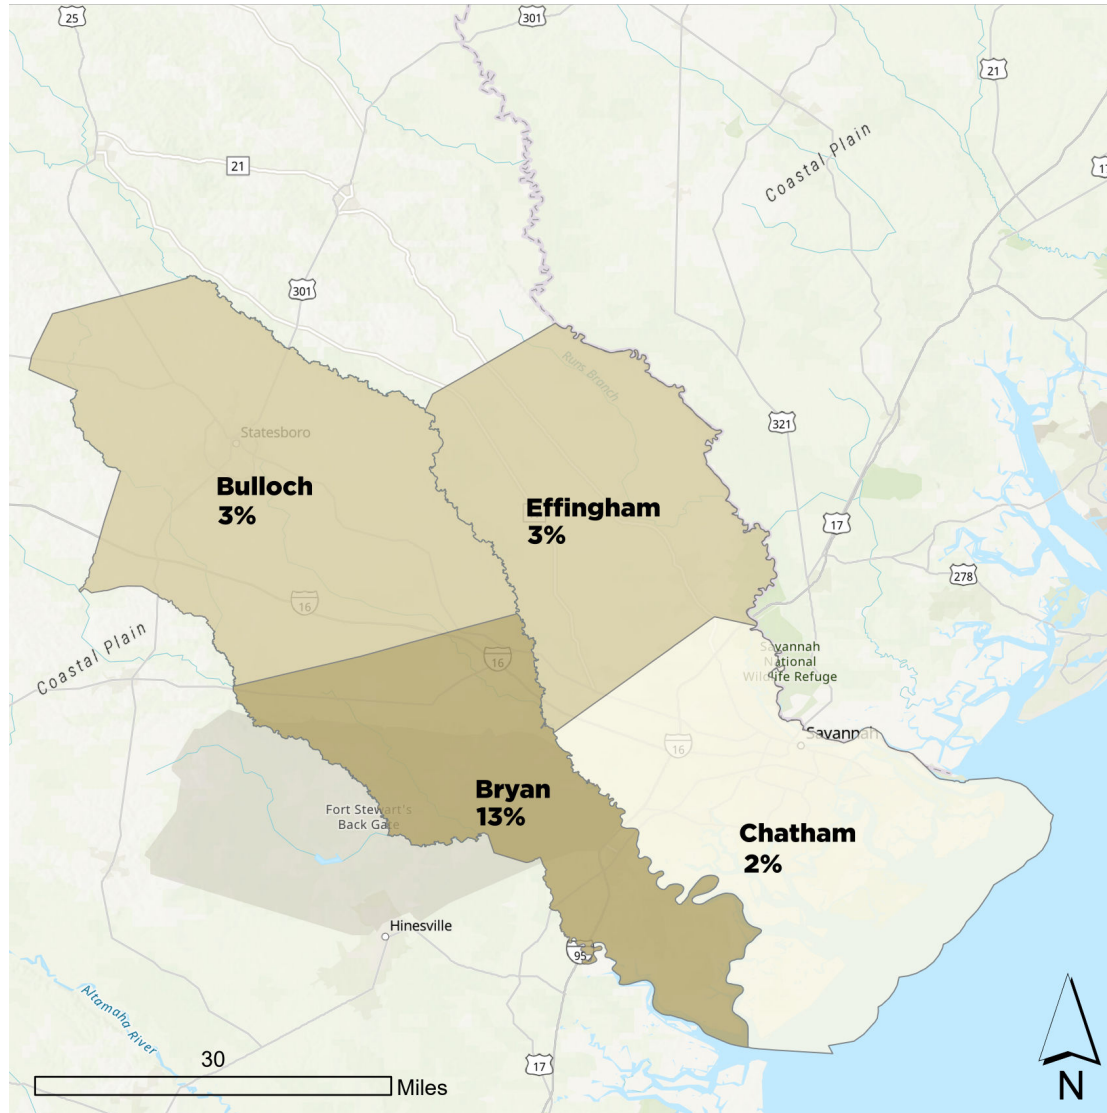 25
301
21
21
Coastal Plain
17
301
Runs Branch
321
Statesboro
Bulloch
3%
Effingham
3%
17
278
16
Coastal Plain
16
Savannah
National
Wildlife Refuge
16
Savannah
Bryan
13%
Fort Stewart's
Back Gate
Chatham
2%
Hinesville
95
Altamaha River
30
Miles
17
N